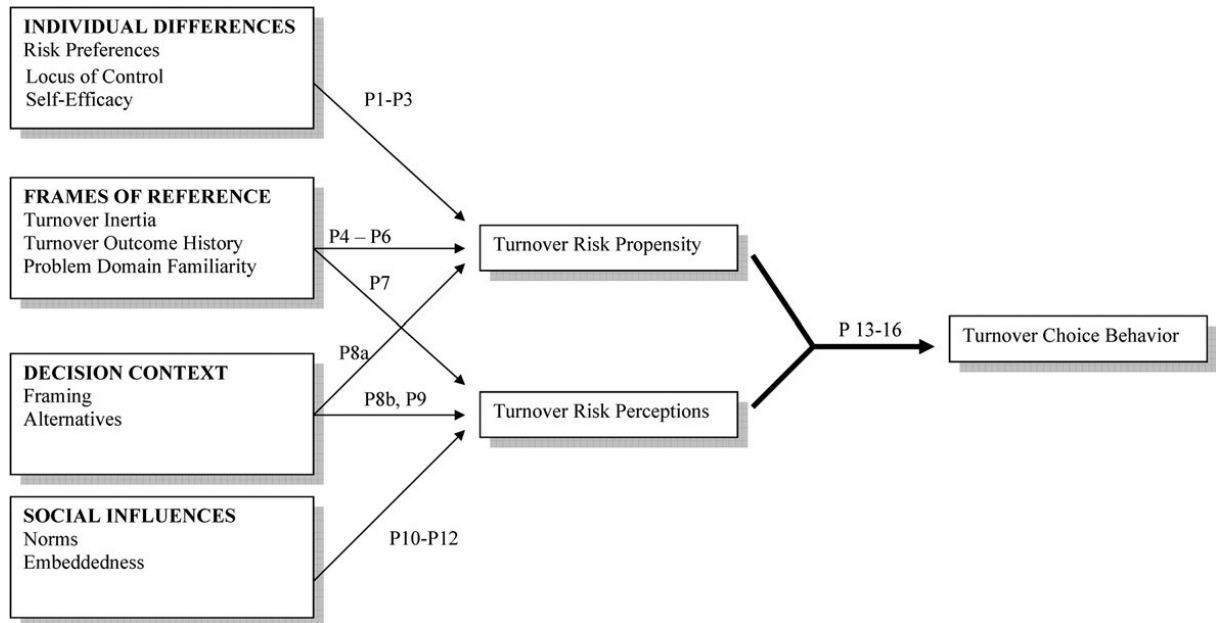 INDIVIDUAL DIFFERENCES
Risk Preferences
Locus of Control
Self-Efficacy
P1-P3
FRAMES OF REFERENCE
Turnover Inertia
Turnover Outcome History
Problem Domain Familiarity
P4 – P6
Turnover Risk Propensity
P7
P 13-16
Turnover Choice Behavior
P8a
DECISION CONTEXT
Framing
Alternatives
P8b, P9
Turnover Risk Perceptions
SOCIAL INFLUENCES
Norms
Embeddedness
P10-P12